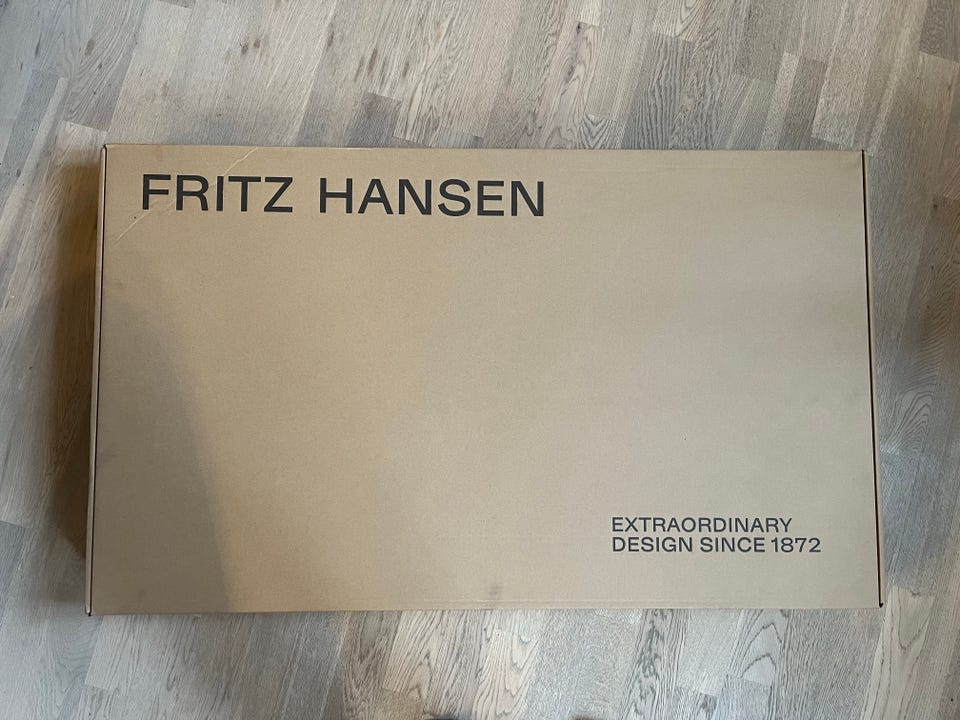 FRITZ HANSEN
EXTRAORDINARY
DESIGN SINCE 1872